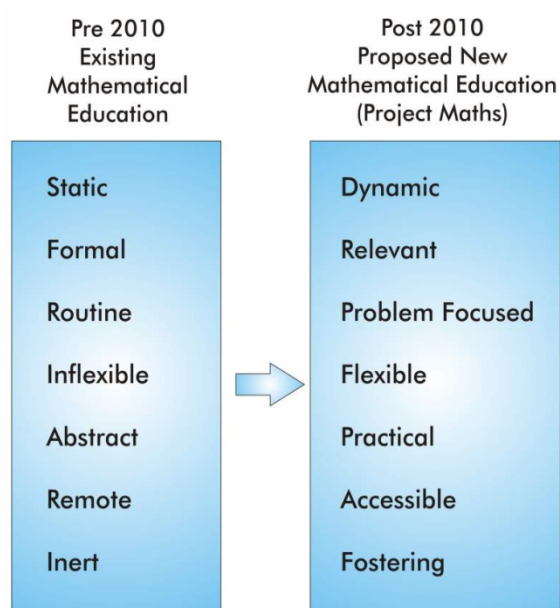 Pre 2010
Existing
Mathematical
Education
Static
Formal
Routine
Inflexible
Abstract
Remote
Inert
Post 2010
Proposed New
Mathematical Education
(Project Maths)
Dynamic
Relevant
Problem Focused
Flexible
Practical
Accessible
Fostering